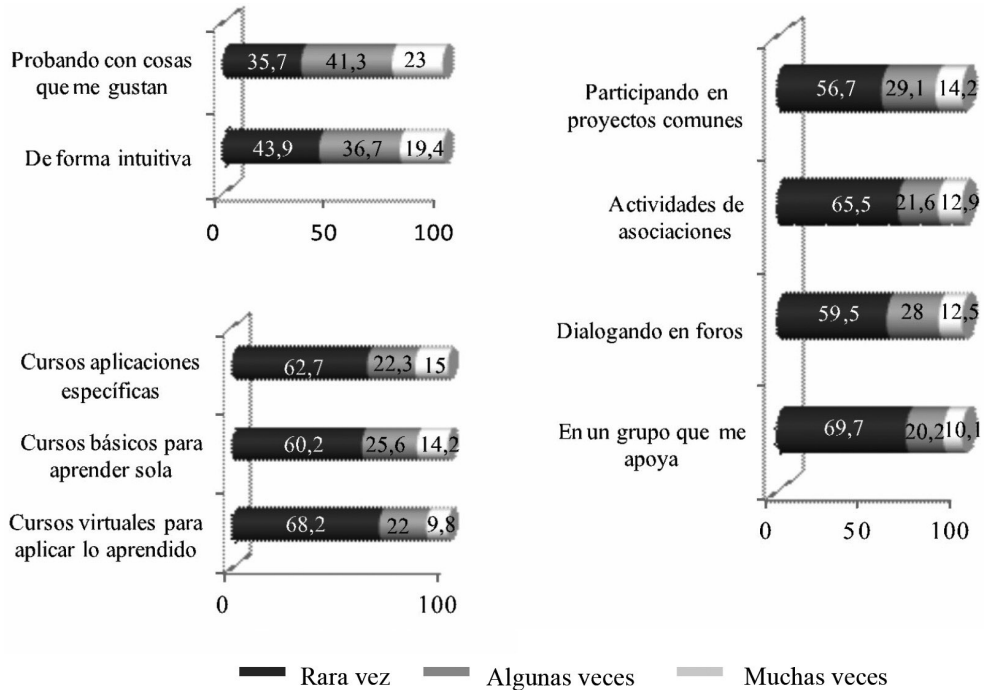 Probando con cosas
que me gustan
35,7 41,3 23
De forma intuitiva
43,9 36,7 19,4
0 50 100
Cursos aplicaciones
específicas
62,7 22,3 15
Cursos básicos para
aprender sola
60,2 25,6 14,2
Cursos virtuales para
aplicar lo aprendido
68,2 22 9,8
0 100
Participando en
proyectos comunes
56,7 29,1 14,2
Actividades de
asociaciones
65,5 21,6 12,9
Dialogando en foros
59,5 28 12,5
En un grupo que me
apoya
69,7 20,2 10,1
0 50 100
Rara vez Algunas veces Muchas veces